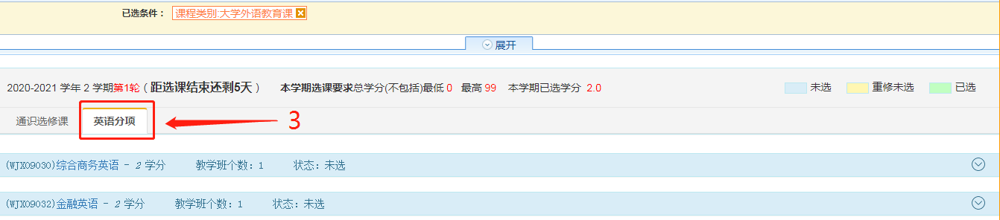 已选条件： 课程类别:大学外语教育课
展开
2020-2021 学年 2 学期第1轮（距选课结束还剩5天） 本学期选课要求总学分(不包括)最低 0 最高 99 本学期已选学分 2.0 未选 重修未选 已选
通识选修课 英语分项 3
(WJX09030)综合商务英语 - 2 学分 教学班个数：1 状态：未选
(WJX09032)金融英语 - 2 学分 教学班个数：1 状态：未选